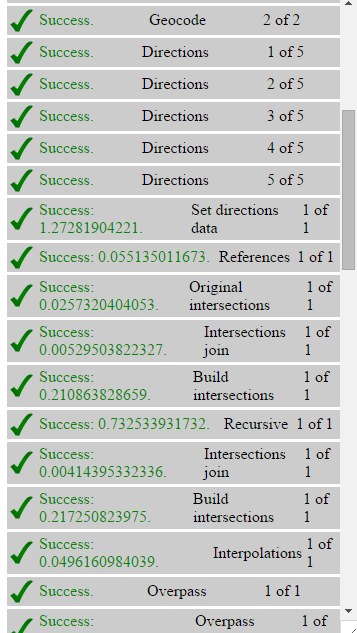 Success. Geocode 2 of 2
Success. Directions 1 of 5
Success. Directions 2 of 5
Success. Directions 3 of 5
Success. Directions 4 of 5
Success. Directions 5 of 5
Success: Set directions 1 of
1.27281904221. data 1
Success: 0.055135011673. References 1 of 1
Success: Original 1 of
0.0257320404053. intersections 1
Success: Intersections 1 of
0.00529503822327. join 1
Success: Build 1 of
0.210863828659. intersections 1
Success: 0.732533931732. Recursive 1 of 1
Success: Intersections 1 of
0.00414395332336. join 1
Success: Build 1 of
0.217250823975. intersections 1
Success: Interpolations 1 of
0.0496160984039. 1
Success. Overpass 1 of 1
Success: Overpass 1 of